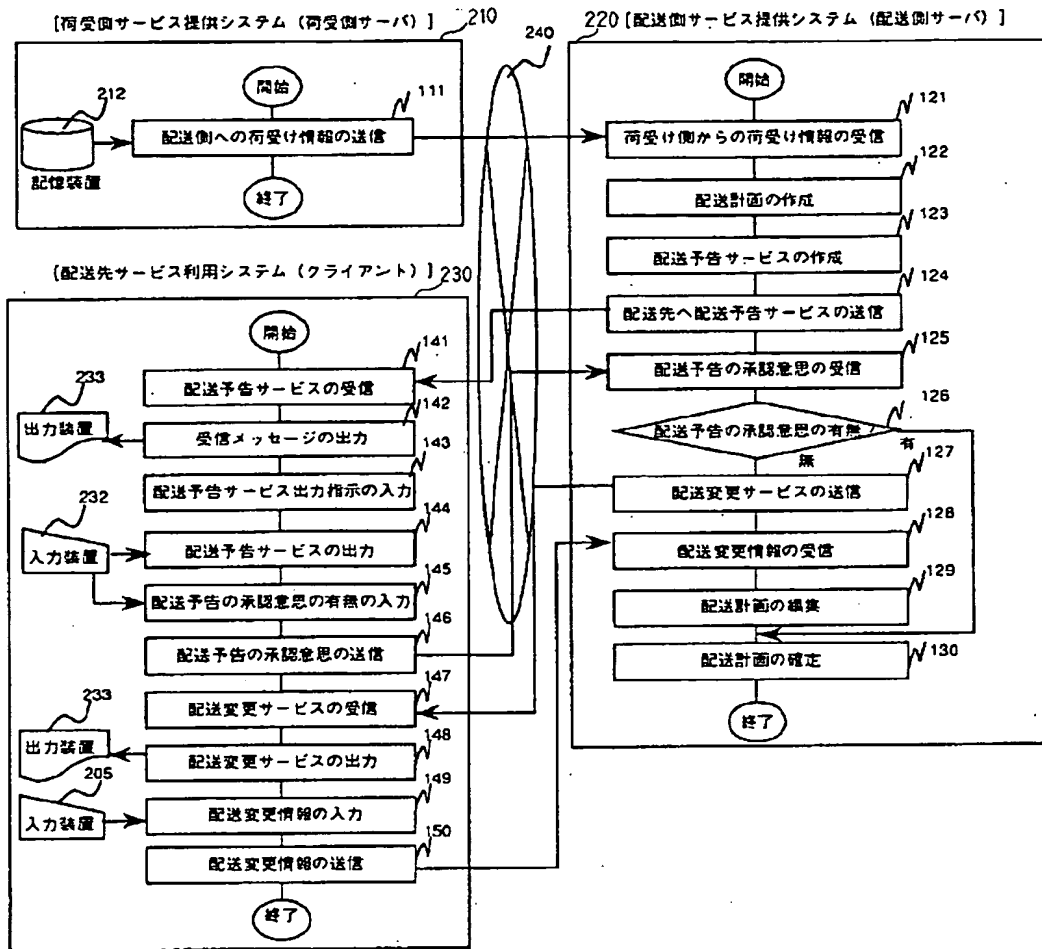 [荷受側サービス提供システム（荷受側サーバ）]
210
212
開始
111
配送側への荷受け情報の送信
記憶装置
終了
240
220
[配送側サービス提供システム（配送側サーバ）]
開始
121
荷受け側からの荷受け情報の受信
122
配送計画の作成
123
配送予告サービスの作成
124
配送先へ配送予告サービスの送信
125
配送予告の承認意思の受信
126
配送予告の承認意思の有無
有
無
127
配送変更サービスの送信
128
配送変更情報の受信
129
配送計画の編集
配送計画の確定
130
終了
[配送先サービス利用システム（クライアント）]
230
開始
141
配送予告サービスの受信
233
142
出力装置
受信メッセージの出力
143
配送予告サービス出力指示の入力
232
144
入力装置
配送予告サービスの出力
145
配送予告の承認意思の有無の入力
146
配送予告の承認意思の送信
147
配送変更サービスの受信
233
148
出力装置
配送変更サービスの出力
205
149
入力装置
配送変更情報の入力
150
配送変更情報の送信
終了